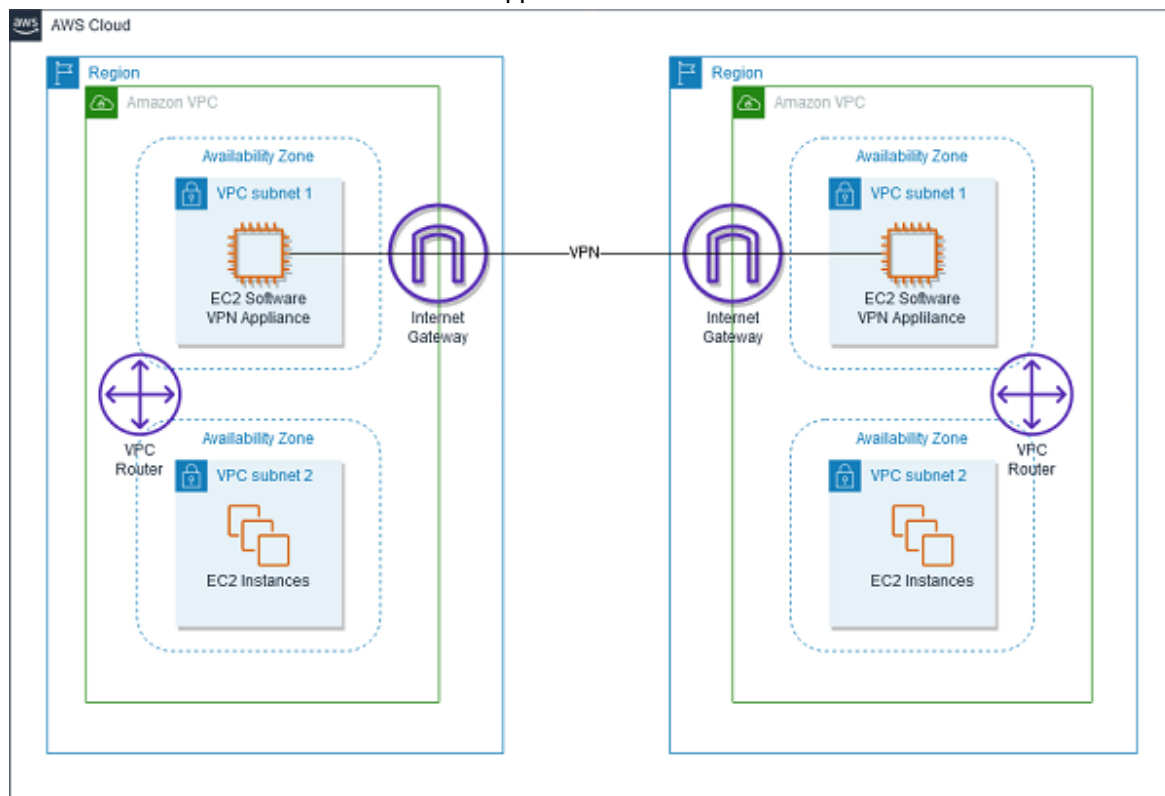 aws
AWS Cloud
Region
Amazon VPC
Availability Zone
VPC subnet 1
EC2 Software
VPN Appliance
Internet
Gateway
VPC
Router
Availability Zone
VPC subnet 2
EC2 Instances
VPN
Region
Amazon VPC
Availability Zone
VPC subnet 1
EC2 Software
VPN Applilance
Internet
Gateway
VPC
Router
Availability Zone
VPC subnet 2
EC2 Instances